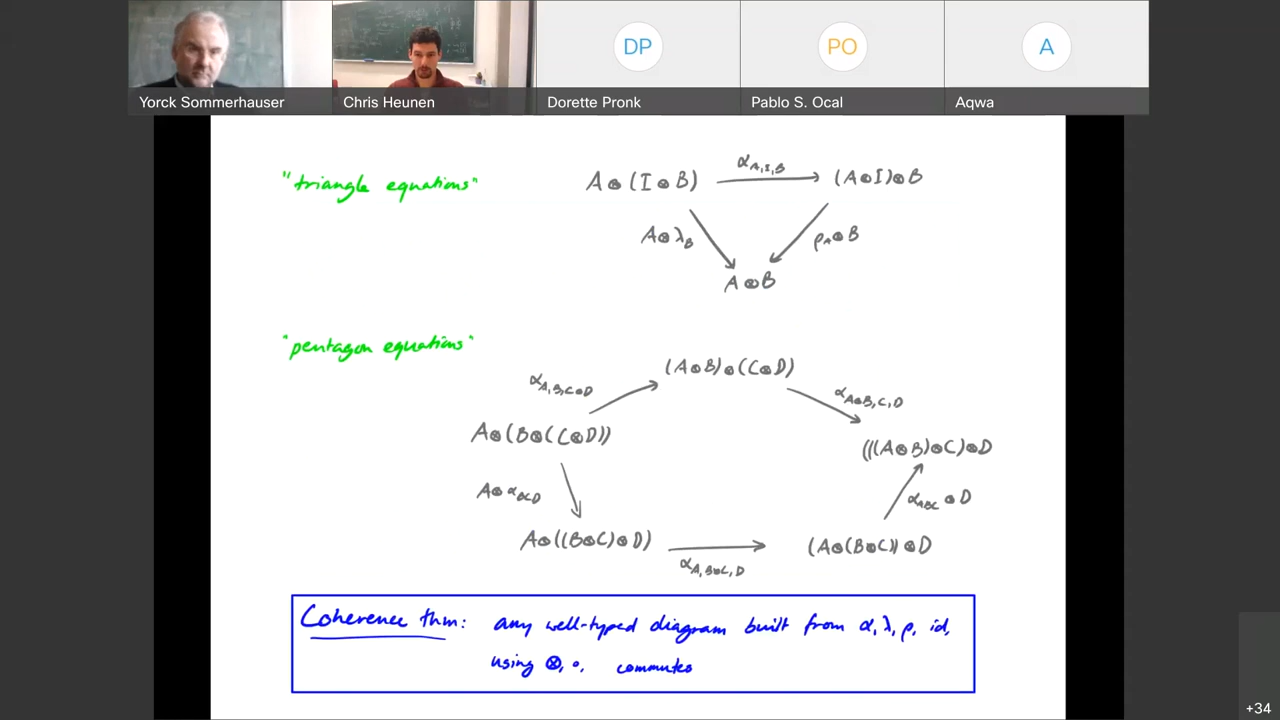 DP
PO
A
Yorck Sommerhauser
Chris Heunen
Dorette Pronk
Pablo S. Ocal
Aqwa
"triangle equations"
A⊗(I⊗B)
α_{A,I,B}
(A⊗I)⊗B
A⊗λ_B
ρ_A⊗B
A⊗B
"pentagon equations"
(A⊗B)⊗(C⊗D)
α_{A,B,C⊗D}
α_{A⊗B,C,D}
A⊗(B⊗(C⊗D))
(((A⊗B)⊗C)⊗D
A⊗α_{BCD}
α_{ABC}⊗D
A⊗((B⊗C)⊗D)
(A⊗(B⊗C))⊗D
α_{A,B⊗C,D}
Coherence thm: any well-typed diagram built from α, λ, ρ, id,
using ⊗, ∘, commutes
+34